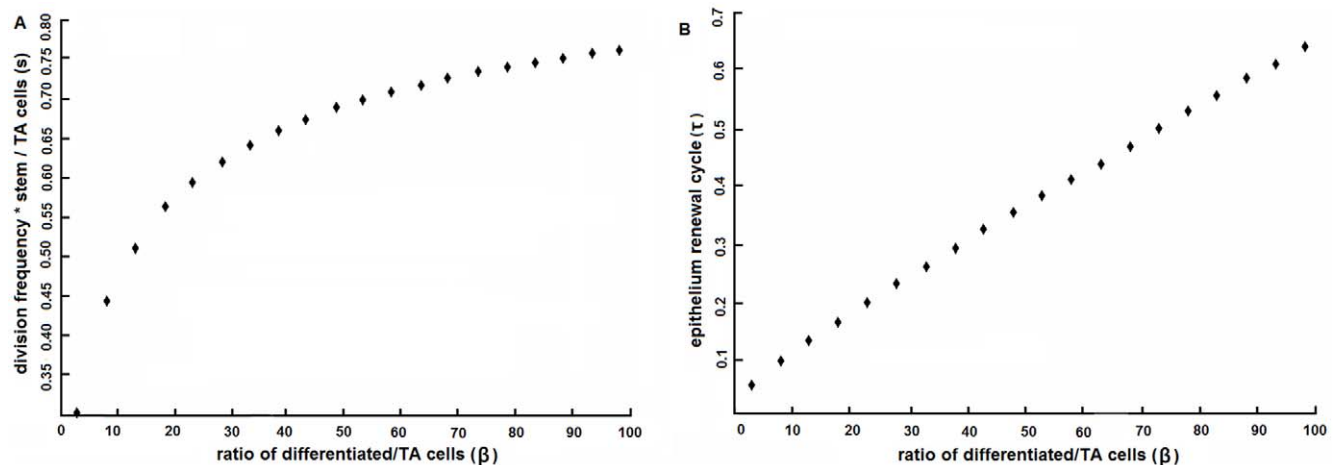 A
division frequency * stem / TA cells (s)
0.80
0.75
0.70
0.65
0.60
0.55
0.50
0.45
0.40
0.35
0 10 20 30 40 50 60 70 80 90 100
ratio of differentiated/TA cells (β)
B
epithelium renewal cycle (τ)
0.7
0.6
0.5
0.4
0.3
0.2
0.1
0 10 20 30 40 50 60 70 80 90 100
ratio of differentiated/TA cells (β)